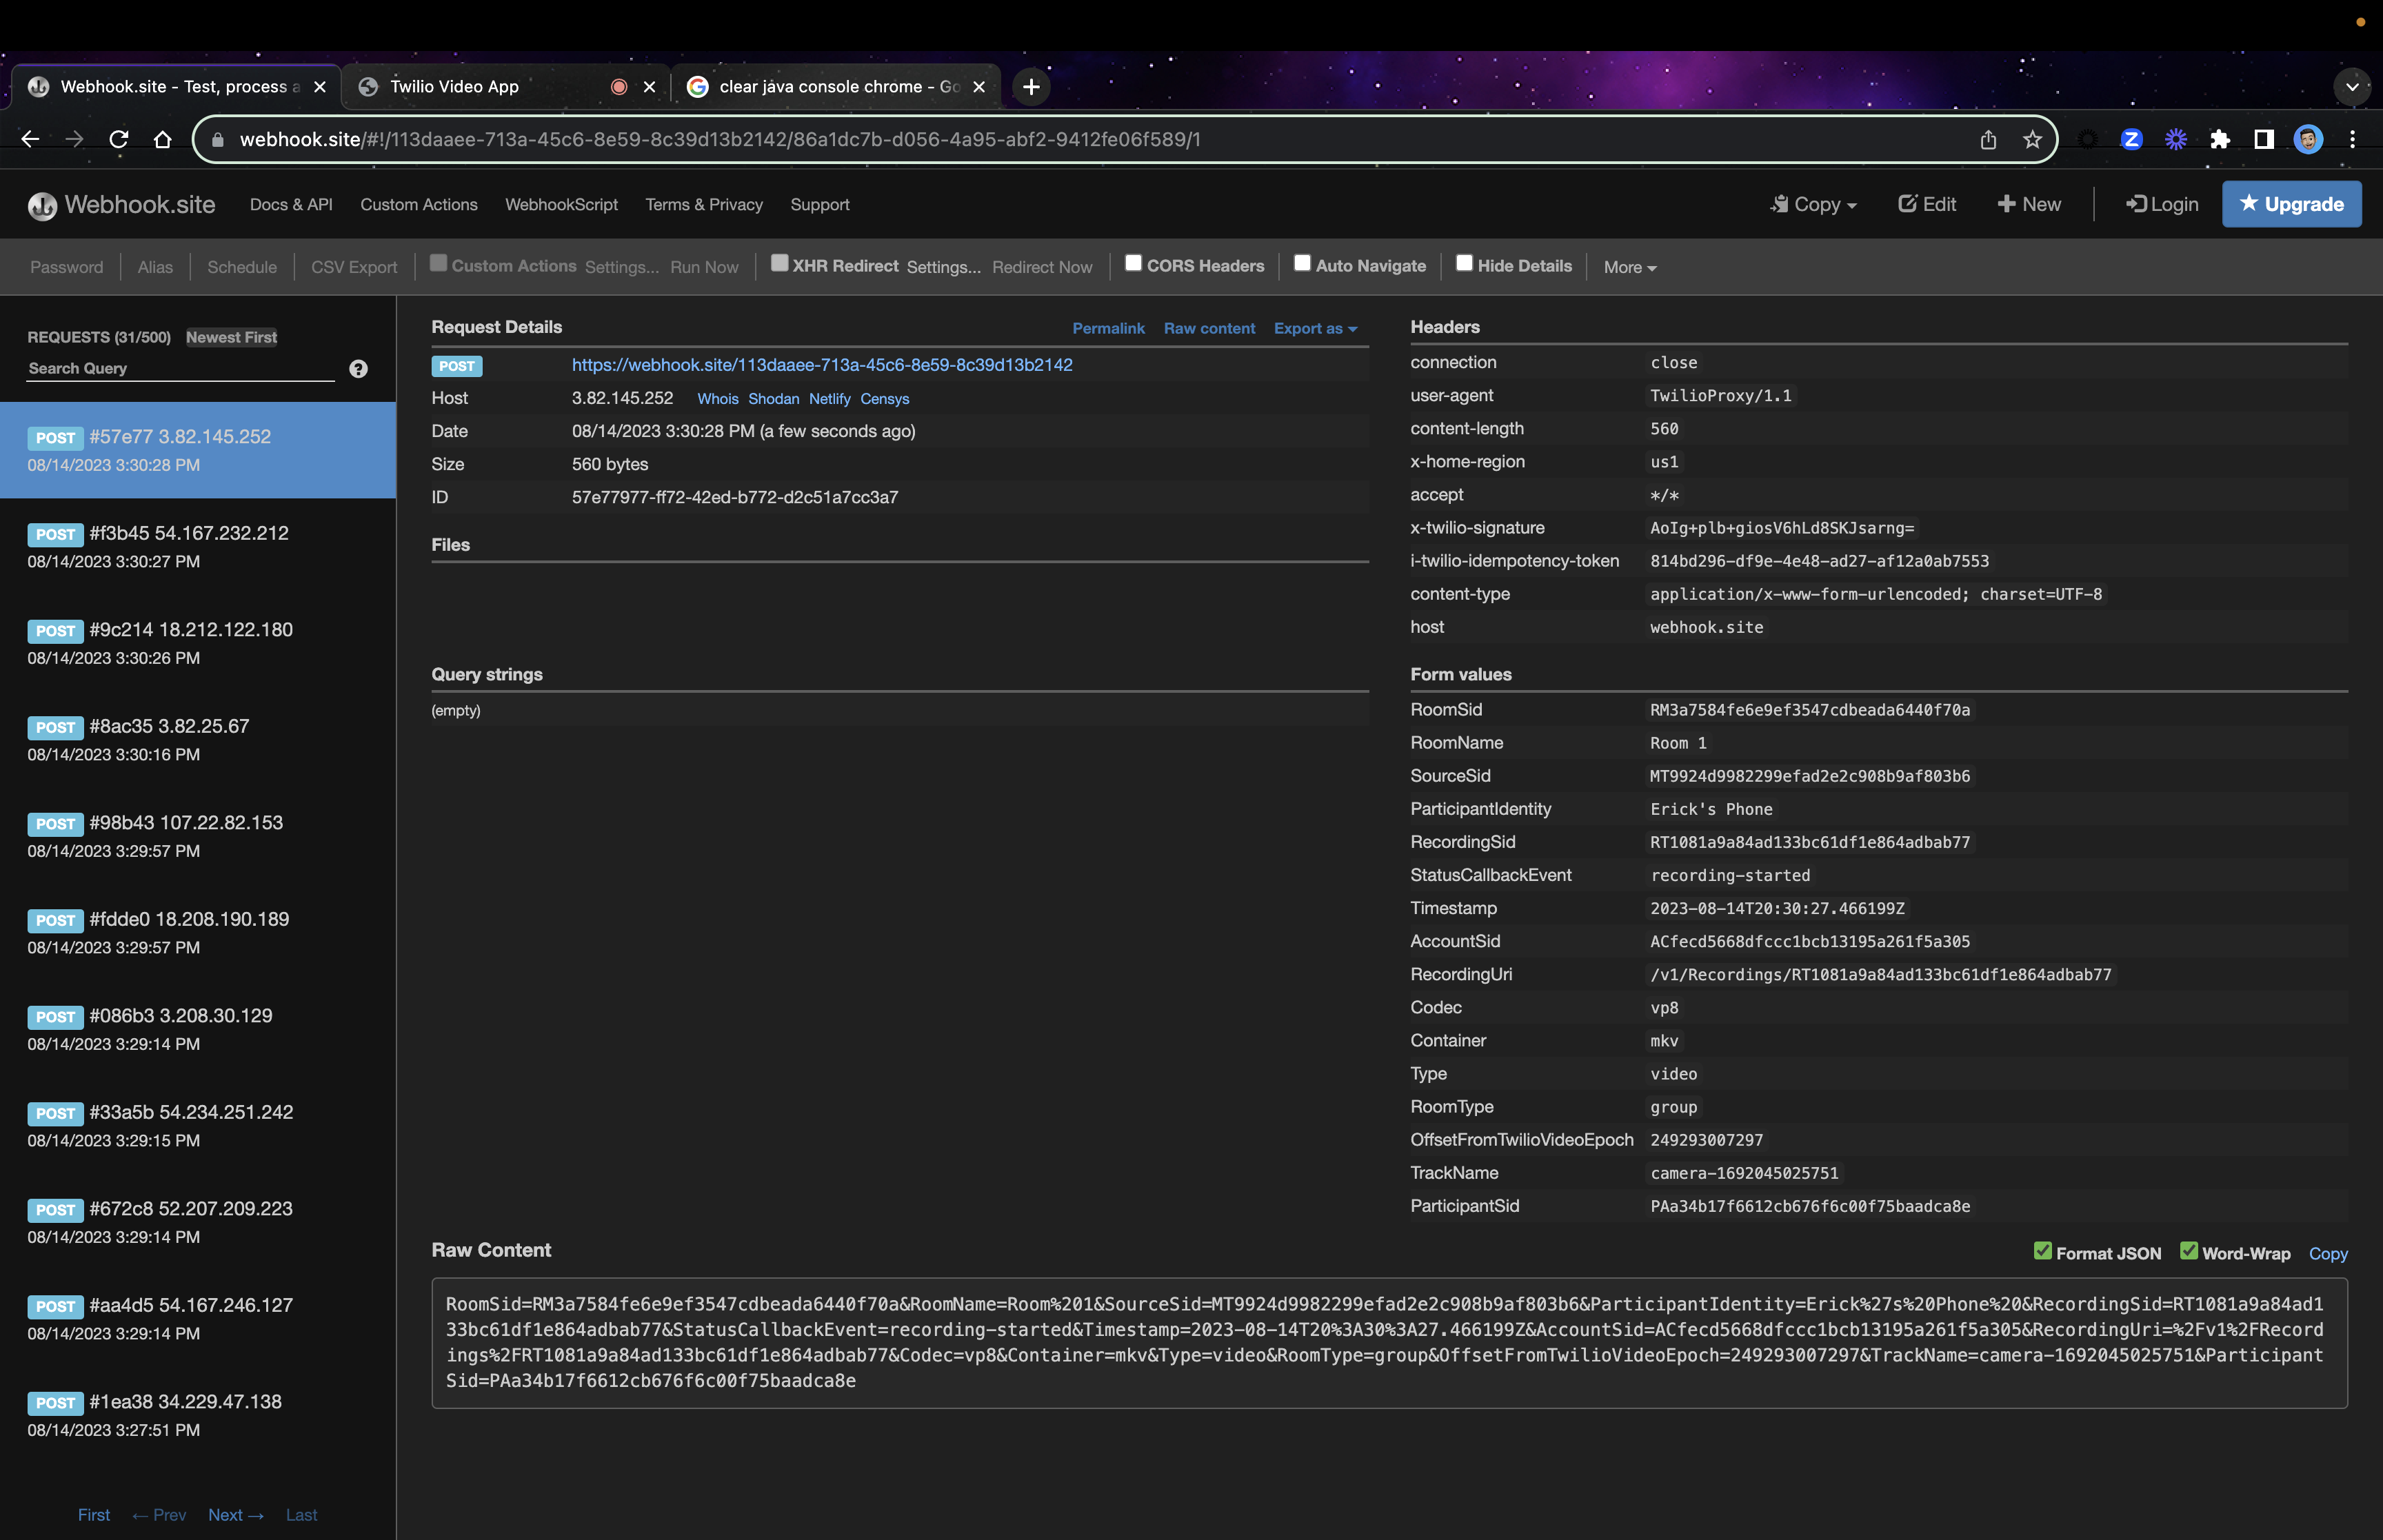 Webhook.site - Test, process a
Twilio Video App
clear java console chrome - Go
webhook.site/#!/113daaee-713a-45c6-8e59-8c39d13b2142/86a1dc7b-d056-4a95-abf2-9412fe06f589/1
Webhook.site Docs & API Custom Actions WebhookScript Terms & Privacy Support Copy Edit New Login Upgrade
Password Alias Schedule CSV Export Custom Actions Settings... Run Now XHR Redirect Settings... Redirect Now CORS Headers Auto Navigate Hide Details More
REQUESTS (31/500) Newest First
Search Query
POST #57e77 3.82.145.252
08/14/2023 3:30:28 PM
POST #f3b45 54.167.232.212
08/14/2023 3:30:27 PM
POST #9c214 18.212.122.180
08/14/2023 3:30:26 PM
POST #8ac35 3.82.25.67
08/14/2023 3:30:16 PM
POST #98b43 107.22.82.153
08/14/2023 3:29:57 PM
POST #fdde0 18.208.190.189
08/14/2023 3:29:57 PM
POST #086b3 3.208.30.129
08/14/2023 3:29:14 PM
POST #33a5b 54.234.251.242
08/14/2023 3:29:15 PM
POST #672c8 52.207.209.223
08/14/2023 3:29:14 PM
POST #aa4d5 54.167.246.127
08/14/2023 3:29:14 PM
POST #1ea38 34.229.47.138
08/14/2023 3:27:51 PM
First ← Prev Next → Last
Request Details Permalink Raw content Export as
POST https://webhook.site/113daaee-713a-45c6-8e59-8c39d13b2142
Host 3.82.145.252 Whois Shodan Netlify Censys
Date 08/14/2023 3:30:28 PM (a few seconds ago)
Size 560 bytes
ID 57e77977-ff72-42ed-b772-d2c51a7cc3a7
Files
Query strings
(empty)
Headers
connection close
user-agent TwilioProxy/1.1
content-length 560
x-home-region us1
accept */*
x-twilio-signature AoIg+plb+giosV6hLd8SKJsarng=
i-twilio-idempotency-token 814bd296-df9e-4e48-ad27-af12a0ab7553
content-type application/x-www-form-urlencoded; charset=UTF-8
host webhook.site
Form values
RoomSid RM3a7584fe6e9ef3547cdbeada6440f70a
RoomName Room 1
SourceSid MT9924d9982299efad2e2c908b9af803b6
ParticipantIdentity Erick's Phone
RecordingSid RT1081a9a84ad133bc61df1e864adbab77
StatusCallbackEvent recording-started
Timestamp 2023-08-14T20:30:27.466199Z
AccountSid ACfecd5668dfccc1bcb13195a261f5a305
RecordingUri /v1/Recordings/RT1081a9a84ad133bc61df1e864adbab77
Codec vp8
Container mkv
Type video
RoomType group
OffsetFromTwilioVideoEpoch 249293007297
TrackName camera-1692045025751
ParticipantSid PAa34b17f6612cb676f6c00f75baadca8e
Raw Content Format JSON Word-Wrap Copy
RoomSid=RM3a7584fe6e9ef3547cdbeada6440f70a&RoomName=Room%201&SourceSid=MT9924d9982299efad2e2c908b9af803b6&ParticipantIdentity=Erick%27s%20Phone%20&RecordingSid=RT1081a9a84ad1
33bc61df1e864adbab77&StatusCallbackEvent=recording-started&Timestamp=2023-08-14T20%3A30%3A27.466199Z&AccountSid=ACfecd5668dfccc1bcb13195a261f5a305&RecordingUri=%2Fv1%2FRecord
ings%2FRT1081a9a84ad133bc61df1e864adbab77&Codec=vp8&Container=mkv&Type=video&RoomType=group&OffsetFromTwilioVideoEpoch=249293007297&TrackName=camera-1692045025751&Participant
Sid=PAa34b17f6612cb676f6c00f75baadca8e